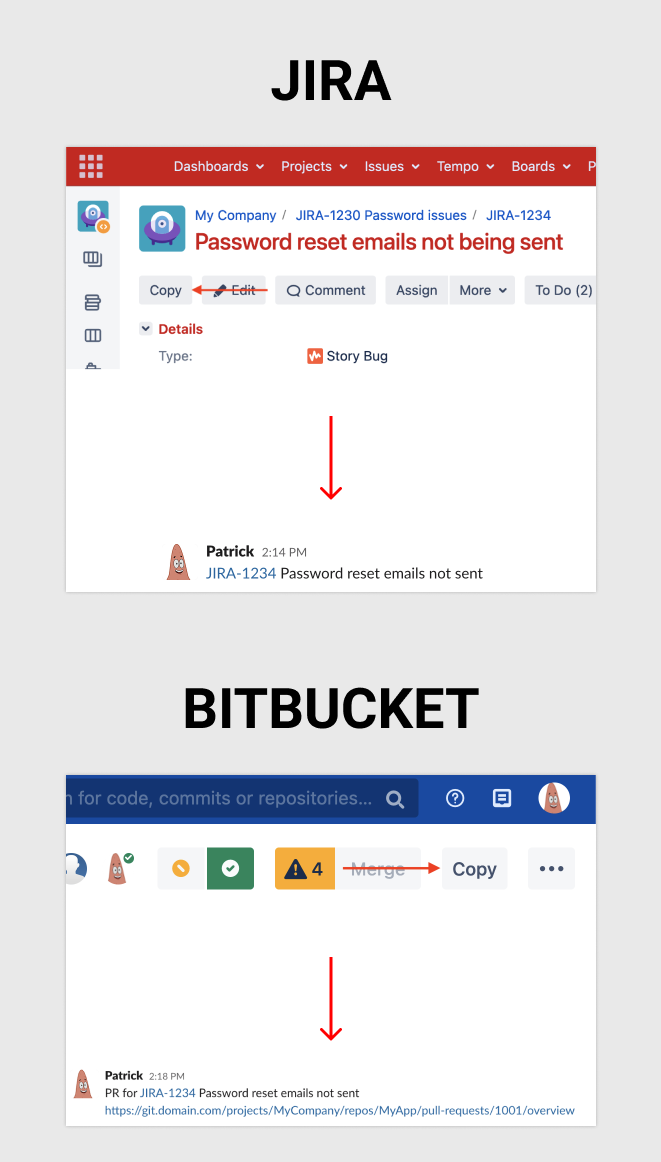 JIRA
Dashboards Projects Issues Tempo Boards P
My Company / JIRA-1230 Password issues / JIRA-1234
Password reset emails not being sent
Copy Edit Comment Assign More To Do (2)
Details
Type: Story Bug
Patrick 2:14 PM
JIRA-1234 Password reset emails not sent
BITBUCKET
n for code, commits or repositories...
4 Merge Copy
Patrick 2:18 PM
PR for JIRA-1234 Password reset emails not sent
https://git.domain.com/projects/MyCompany/repos/MyApp/pull-requests/1001/overview